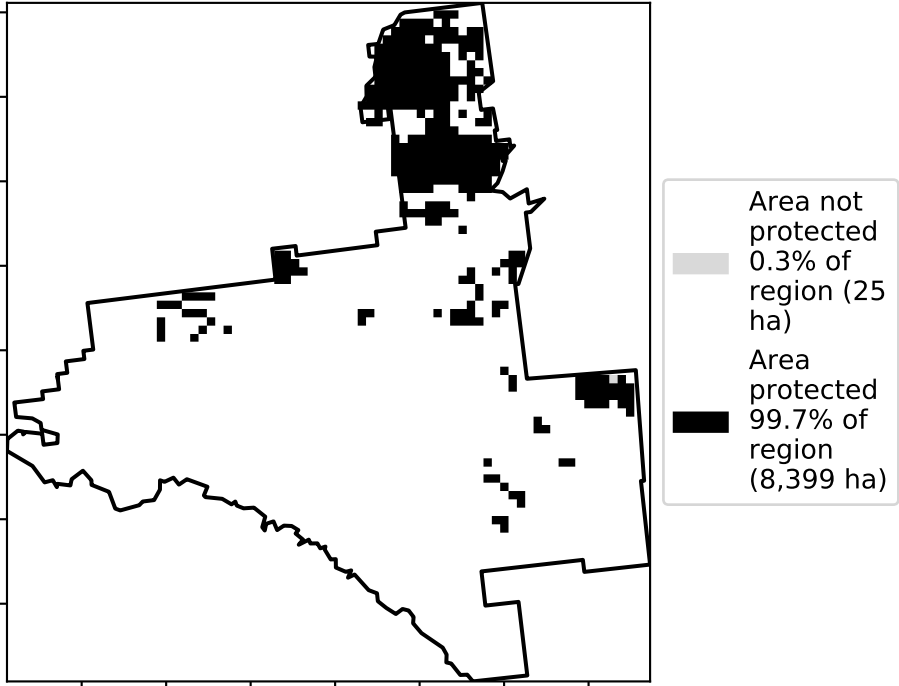 Area not
protected
0.3% of
region (25
ha)
Area
protected
99.7% of
region
(8,399 ha)